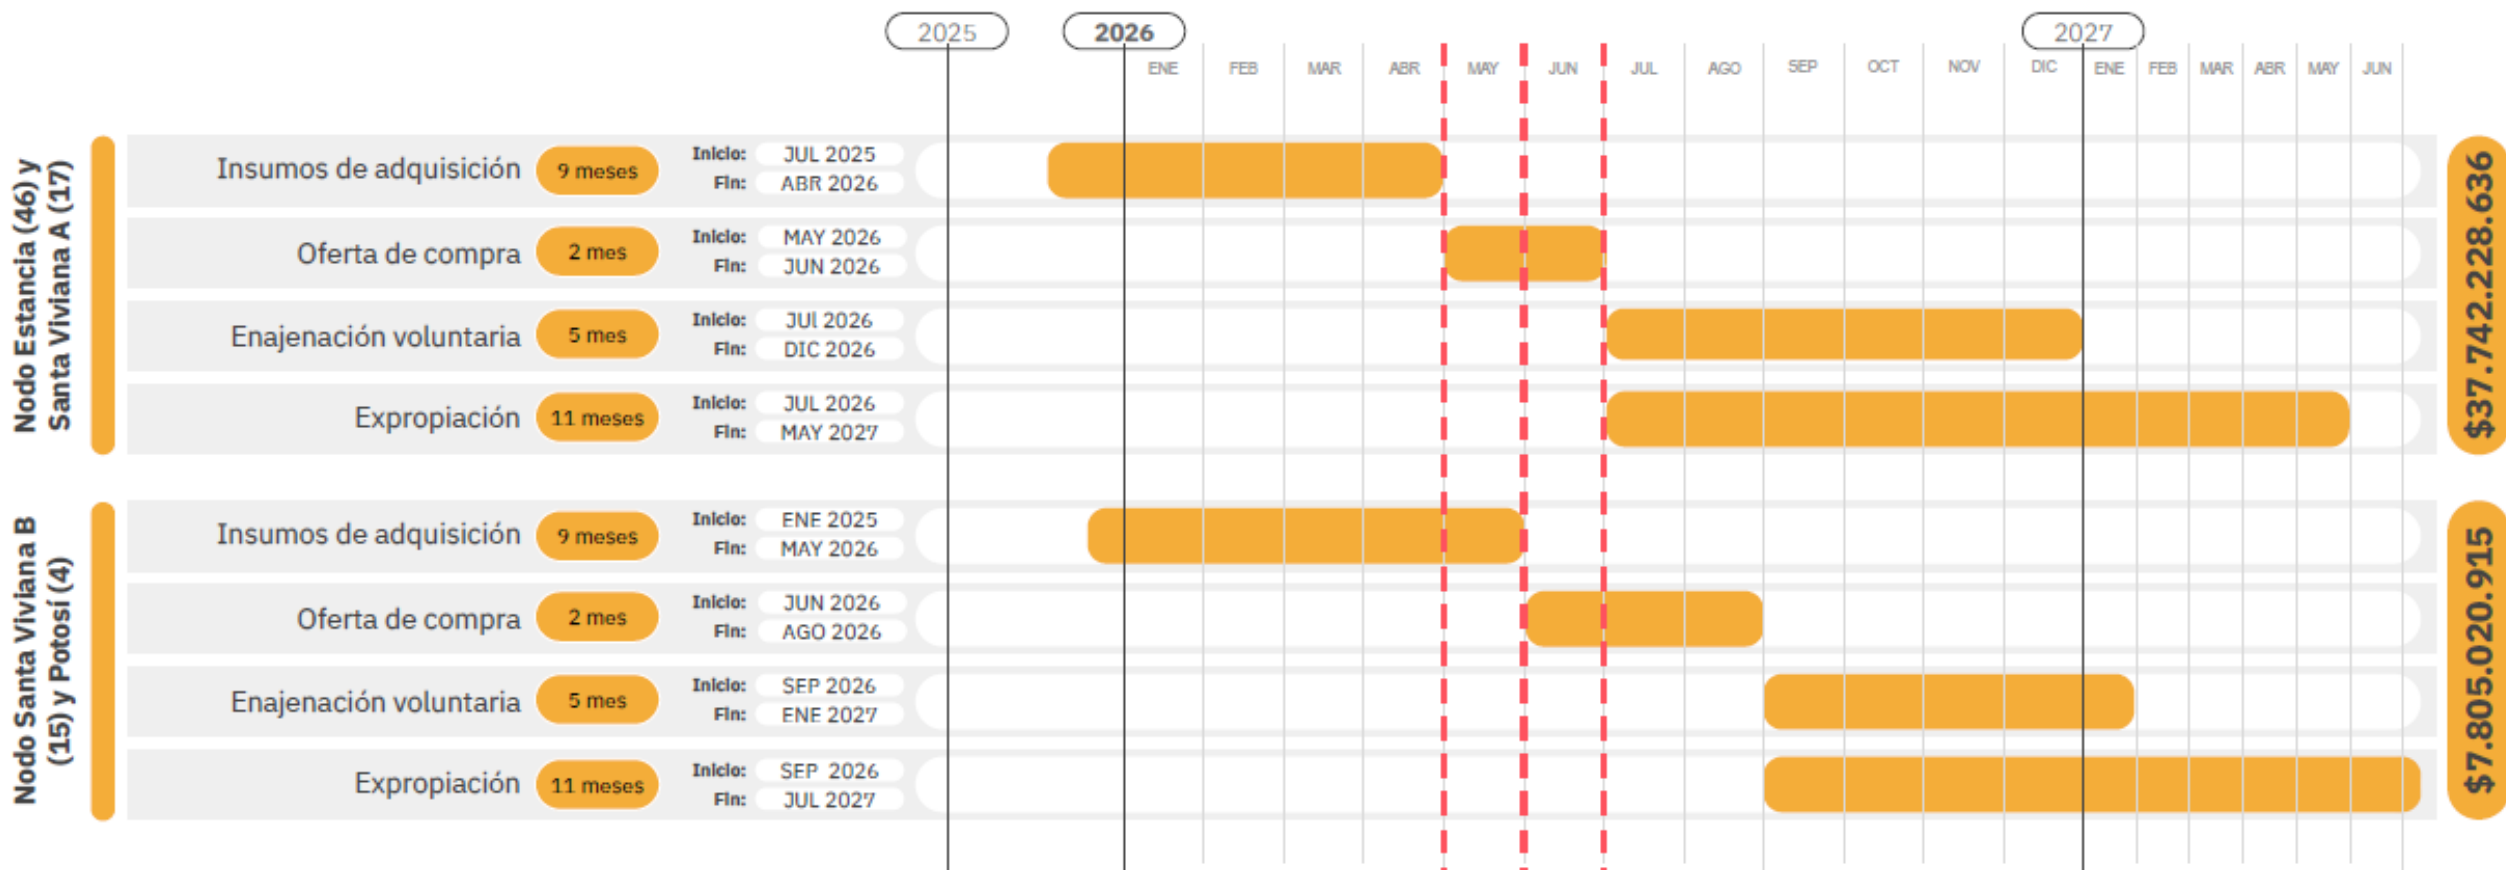 2025
2026
2027
ENE FEB MAR ABR MAY JUN JUL AGO SEP OCT NOV DIC ENE FEB MAR ABR MAY JUN
Nodo Estancia (46) y
Santa Viviana A (17)
Insumos de adquisición
9 meses
Inicio: JUL 2025
Fin: ABR 2026
Oferta de compra
2 mes
Inicio: MAY 2026
Fin: JUN 2026
Enajenación voluntaria
5 mes
Inicio: JUl 2026
Fin: DIC 2026
Expropiación
11 meses
Inicio: JUL 2026
Fin: MAY 2027
$37.742.228.636
Nodo Santa Viviana B
(15) y Potosí (4)
Insumos de adquisición
9 meses
Inicio: ENE 2025
Fin: MAY 2026
Oferta de compra
2 mes
Inicio: JUN 2026
Fin: AGO 2026
Enajenación voluntaria
5 mes
Inicio: SEP 2026
Fin: ENE 2027
Expropiación
11 meses
Inicio: SEP 2026
Fin: JUL 2027
$7.805.020.915